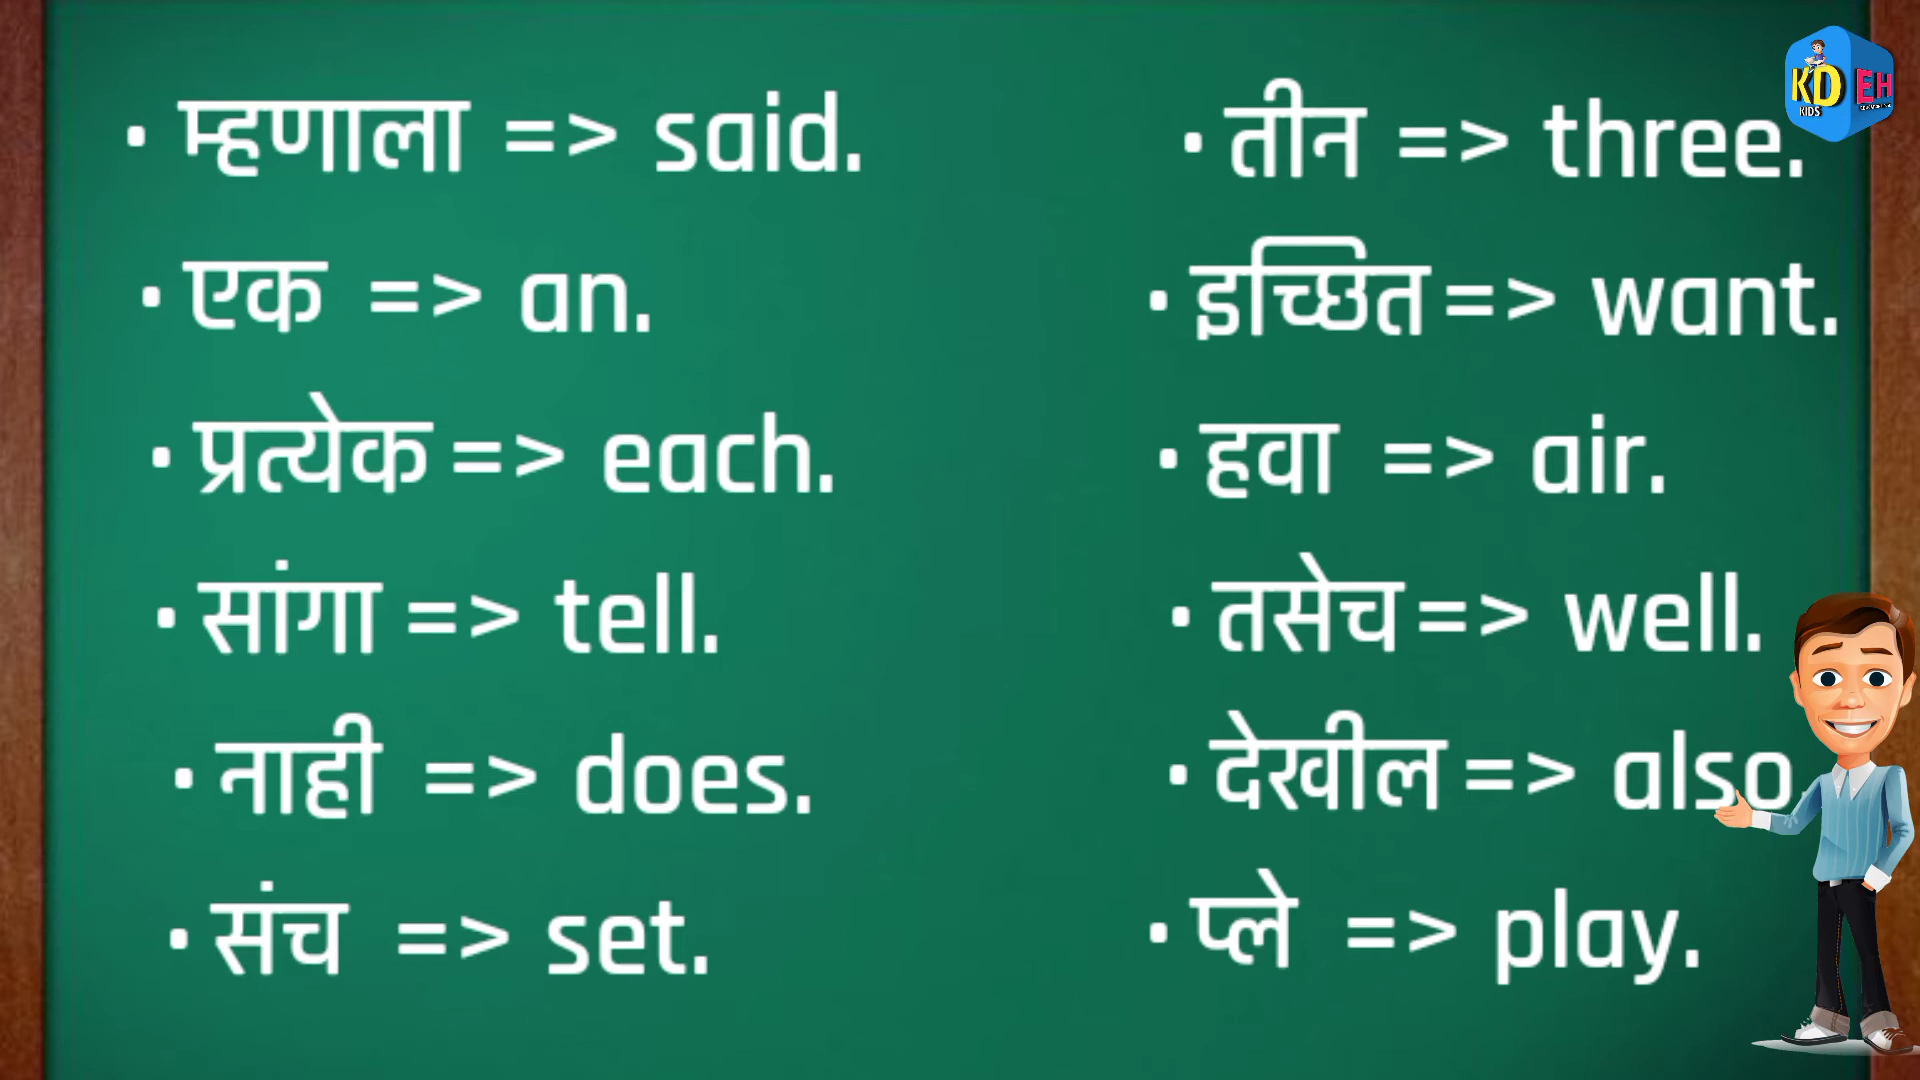 • म्हणाला => said.
• एक => an.
• प्रत्येक => each.
• सांगा => tell.
• नाही => does.
• संच => set.
• तीन => three.
• इच्छित => want.
• हवा => air.
• तसेच => well.
• देखील => also.
• प्ले => play.
KD EH
KIDS